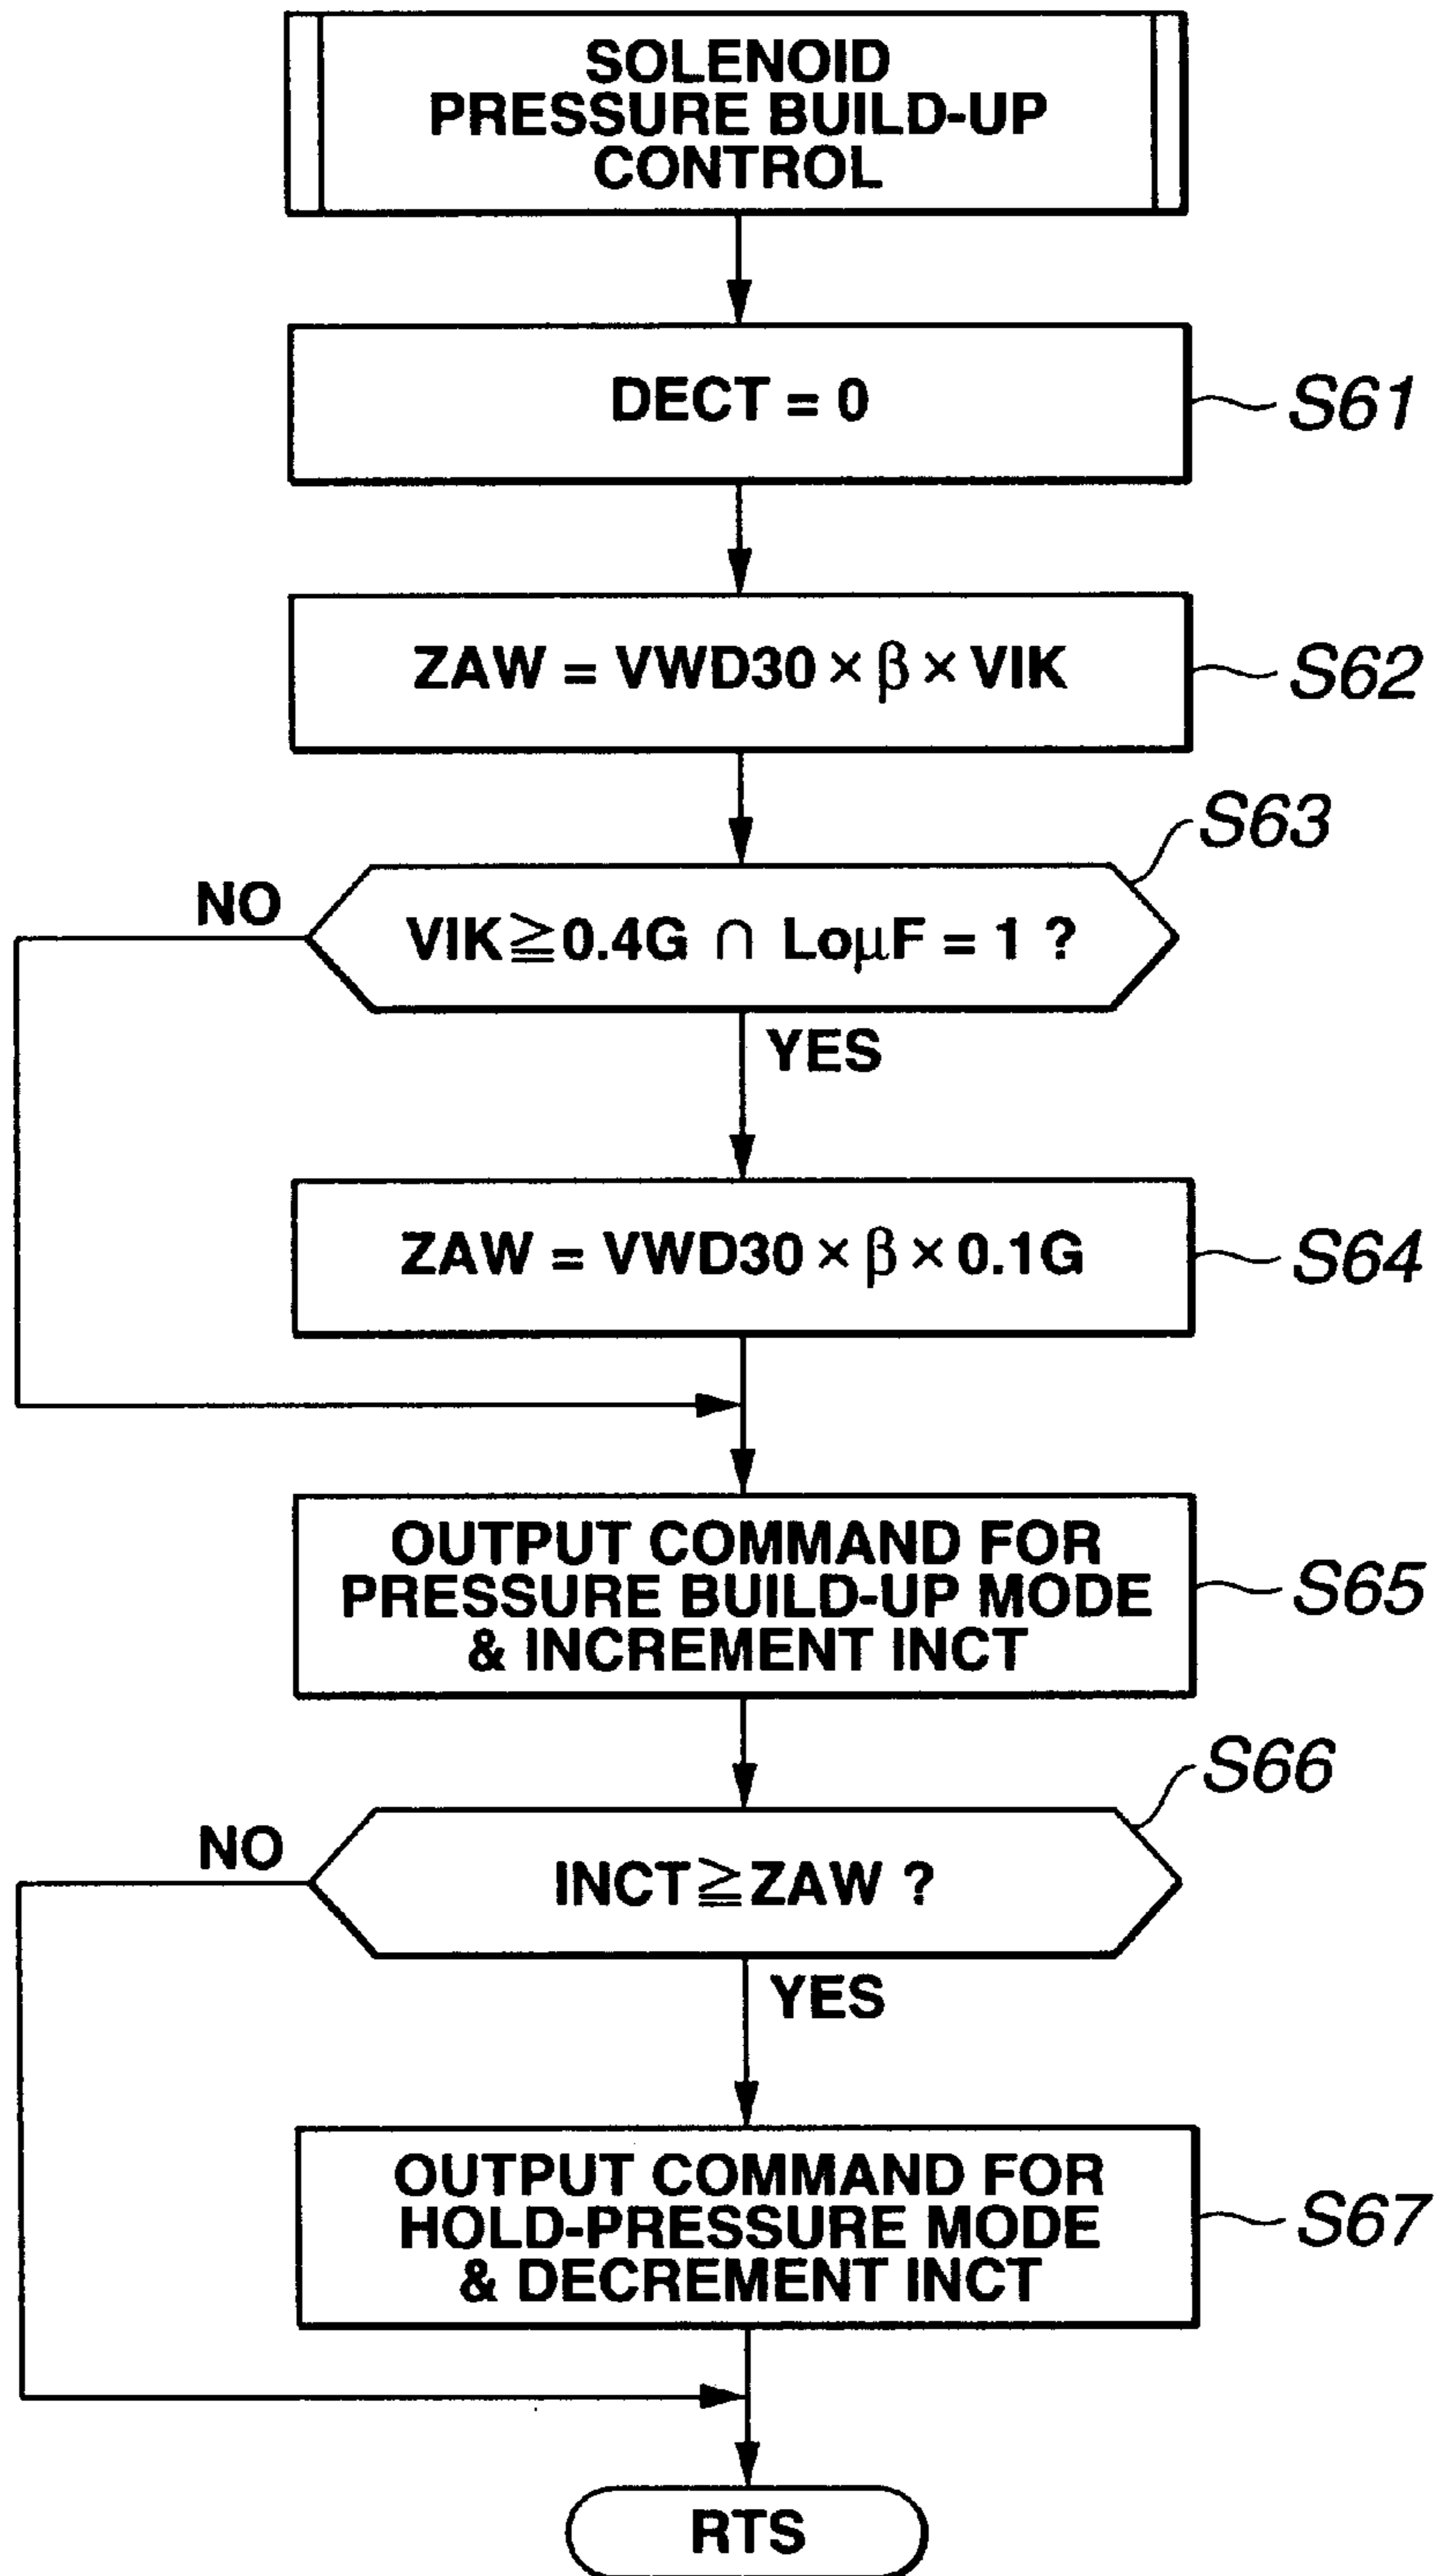 SOLENOID
PRESSURE BUILD-UP
CONTROL
DECT = 0
S61
ZAW = VWD30 × β × VIK
S62
S63
NO
VIK≧0.4G ∩ LoμF = 1 ?
YES
ZAW = VWD30 × β × 0.1G
S64
OUTPUT COMMAND FOR
PRESSURE BUILD-UP MODE
& INCREMENT INCT
S65
S66
NO
INCT≧ZAW ?
YES
OUTPUT COMMAND FOR
HOLD-PRESSURE MODE
& DECREMENT INCT
S67
RTS